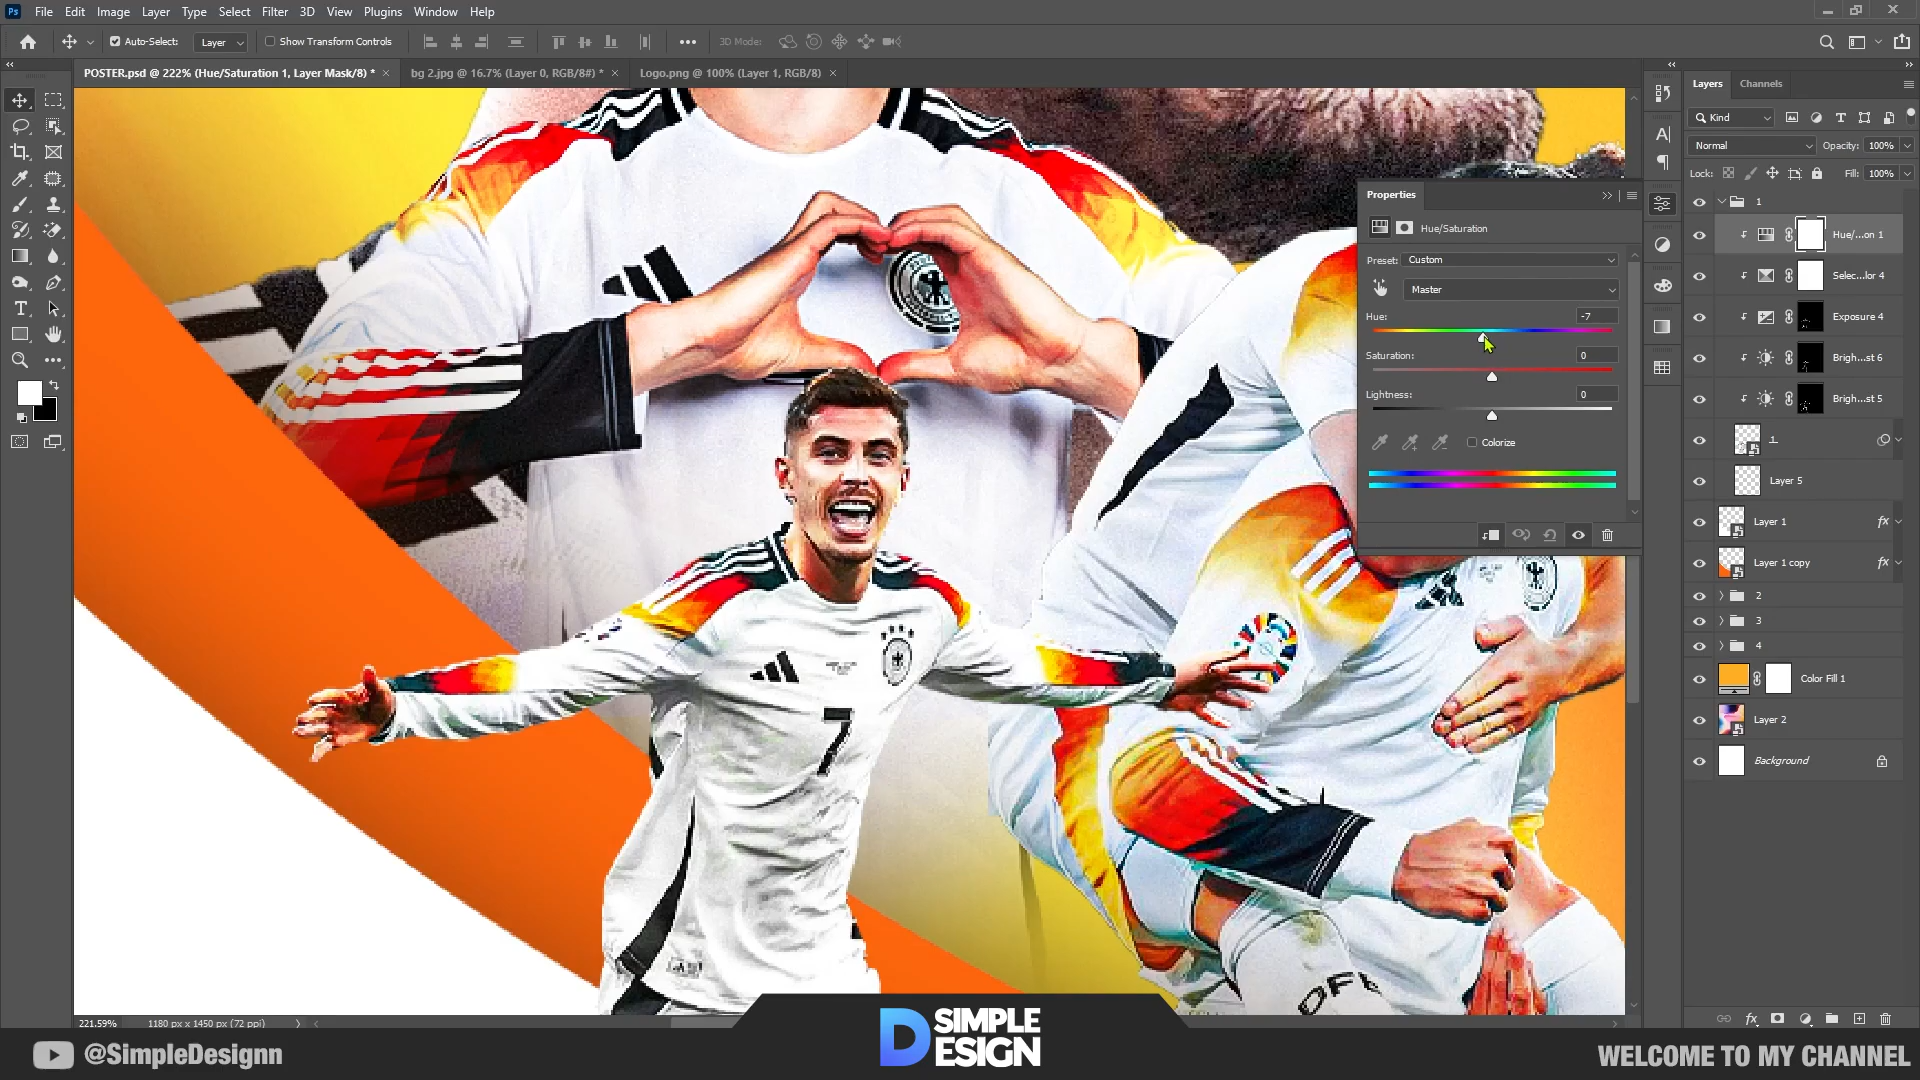 Ps File Edit Image Layer Type Select Filter 3D View Plugins Window Help
Auto-Select: Layer Show Transform Controls 3D Mode:
POSTER.psd @ 222% (Hue/Saturation 1, Layer Mask/8) * × bg 2.jpg @ 16.7% (Layer 0, RGB/8#) * × Logo.png @ 100% (Layer 1, RGB/8) ×
Layers Channels
Kind
Normal Opacity: 100%
Lock: Fill: 100%
1
Hue/...on 1
Selec...lor 4
Exposure 4
Brigh...st 6
Brigh...st 5
Layer 5
Layer 1 fx
Layer 1 copy fx
2
3
4
Color Fill 1
Layer 2
Background
Properties
Hue/Saturation
Preset: Custom
Master
Hue: -7
Saturation: 0
Lightness: 0
Colorize
7
OFE
221.59% 1180 px x 1450 px (72 ppi)
@SimpleDesignn
D SIMPLE
ESIGN
WELCOME TO MY CHANNEL